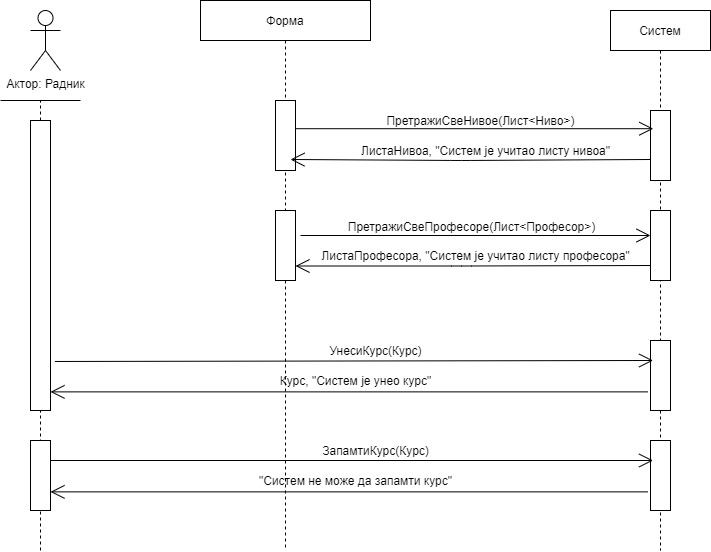 Форма
Систем
Актор: Радник
ПретражиСвеНивое(Лист<Ниво>)
ЛистаНивоа, "Систем је учитао листу нивоа"
ПретражиСвеПрофесоре(Лист<Професор>)
ЛистаПрофесора, "Систем је учитао листу професора"
УнесиКурс(Курс)
Курс, "Систем је унео курс"
ЗапамтиКурс(Курс)
"Систем не може да запамти курс"